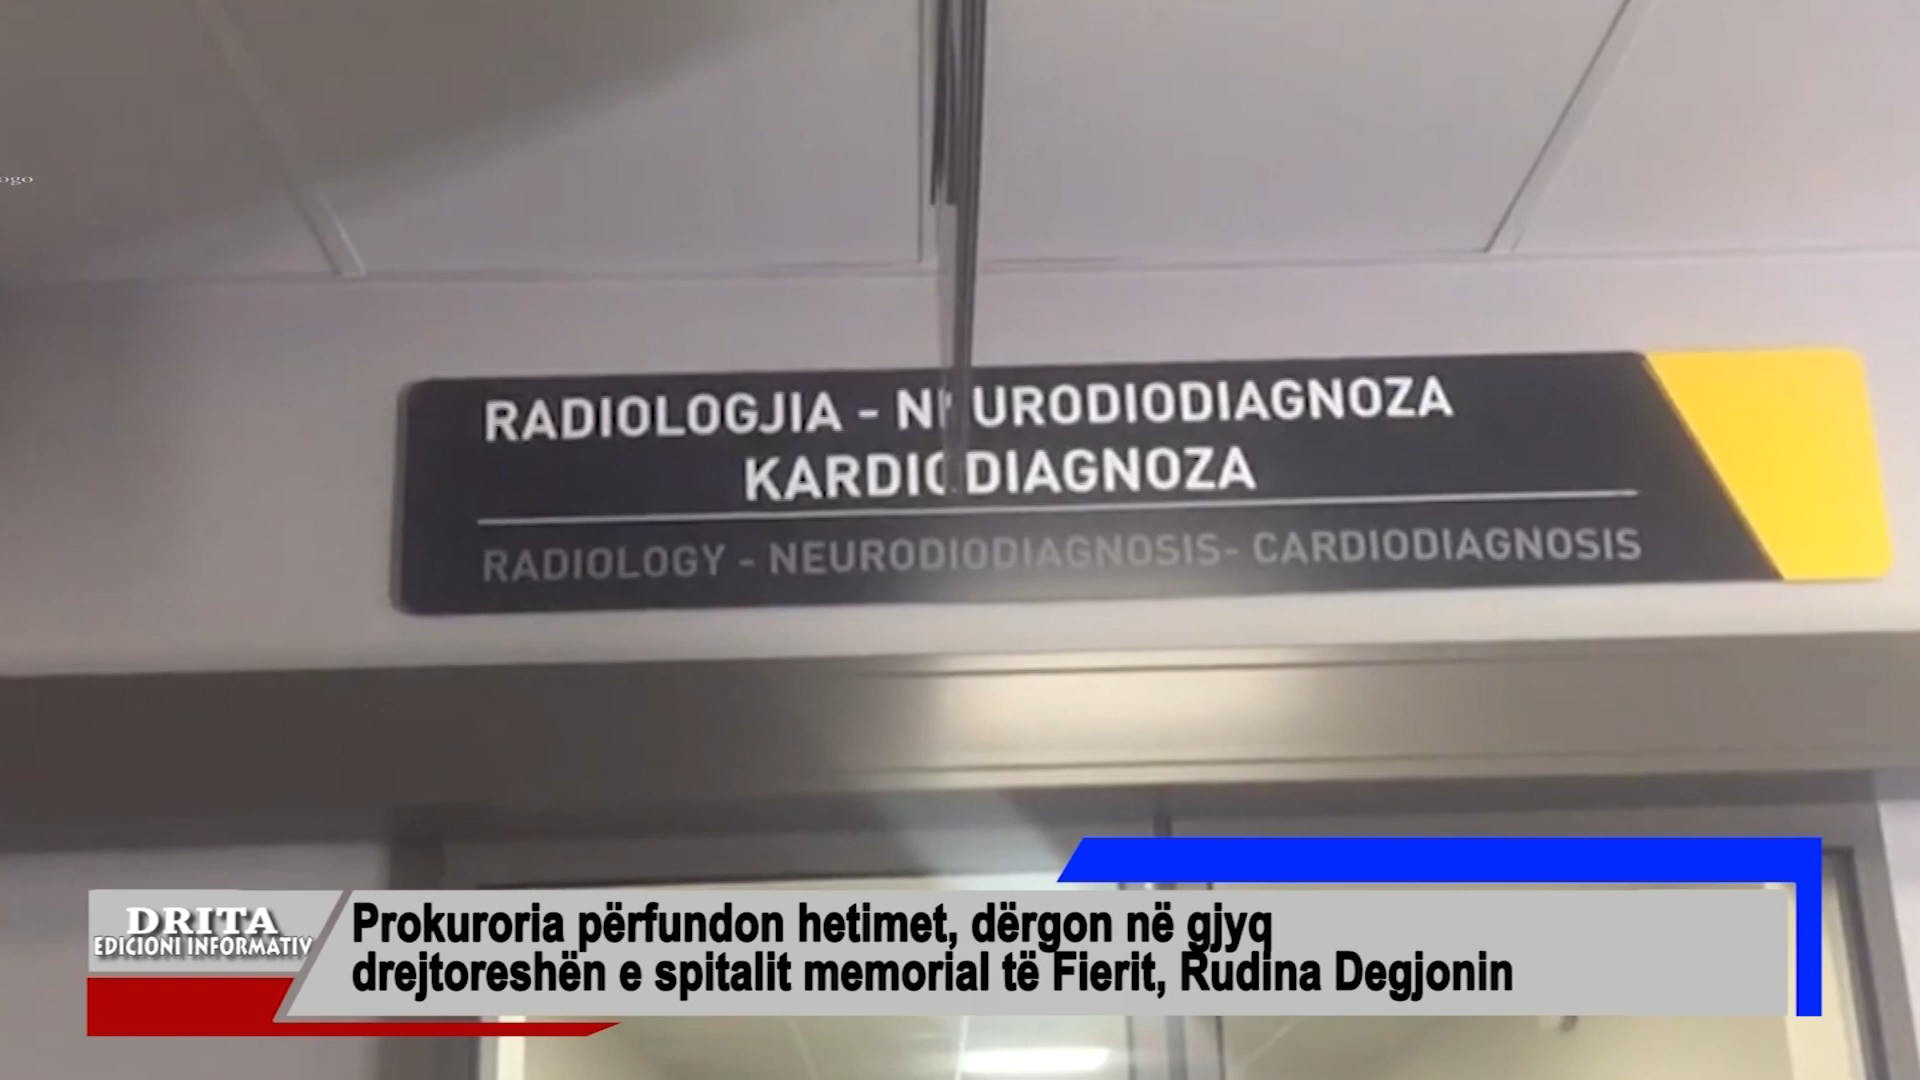 ogo
RADIOLOGJIA - NEURODIODIAGNOZA
KARDIODIAGNOZA
RADIOLOGY - NEURODIODIAGNOSIS- CARDIODIAGNOSIS
DRITA
EDICIONI INFORMATIV
Prokuroria përfundon hetimet, dërgon në gjyq
drejtoreshën e spitalit memorial të Fierit, Rudina Degjonin